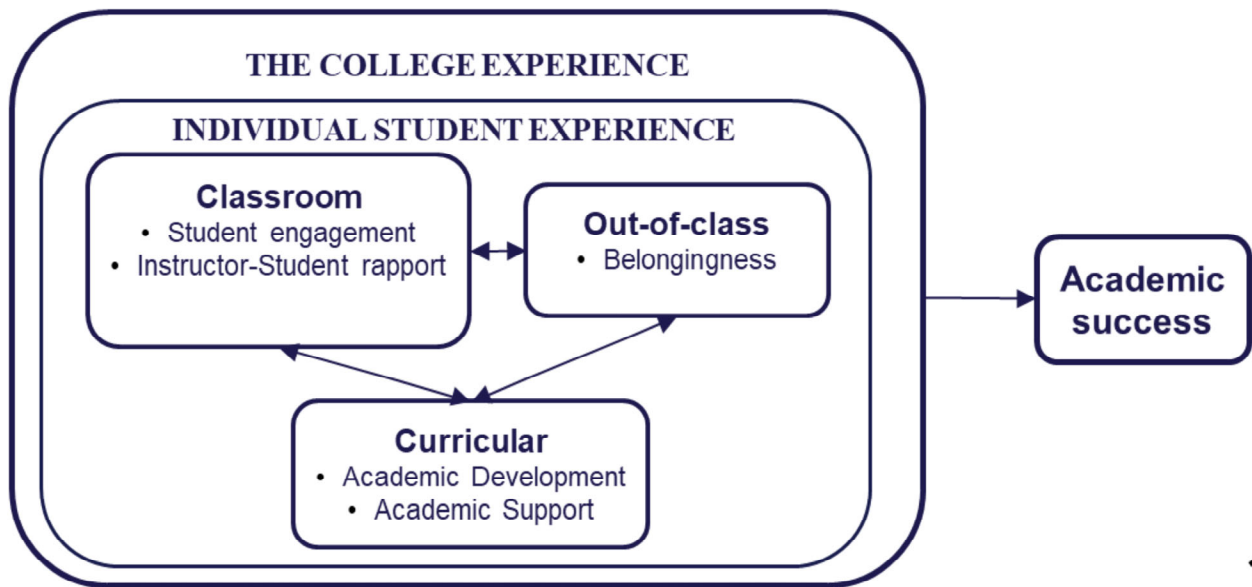 THE COLLEGE EXPERIENCE
INDIVIDUAL STUDENT EXPERIENCE
Classroom
• Student engagement
• Instructor-Student rapport
Out-of-class
• Belongingness
Curricular
• Academic Development
• Academic Support
Academic
success